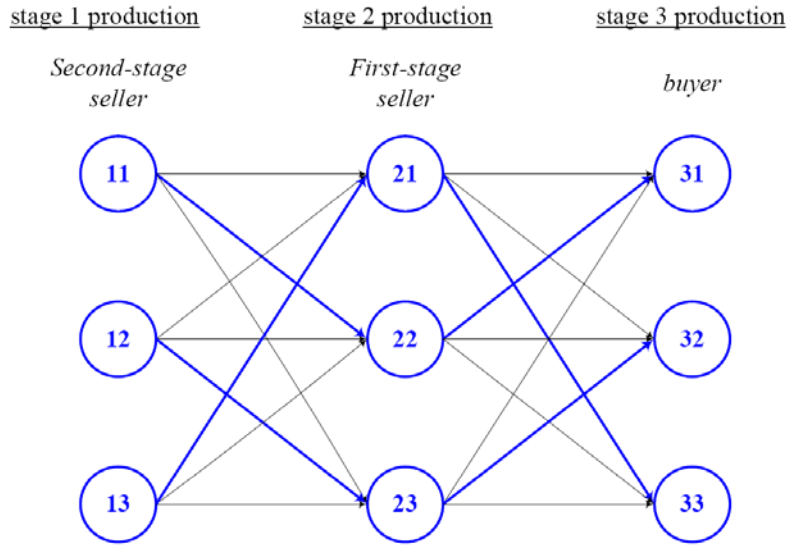 stage 1 production stage 2 production stage 3 production
Second-stage seller First-stage seller buyer
11 21 31
12 22 32
13 23 33